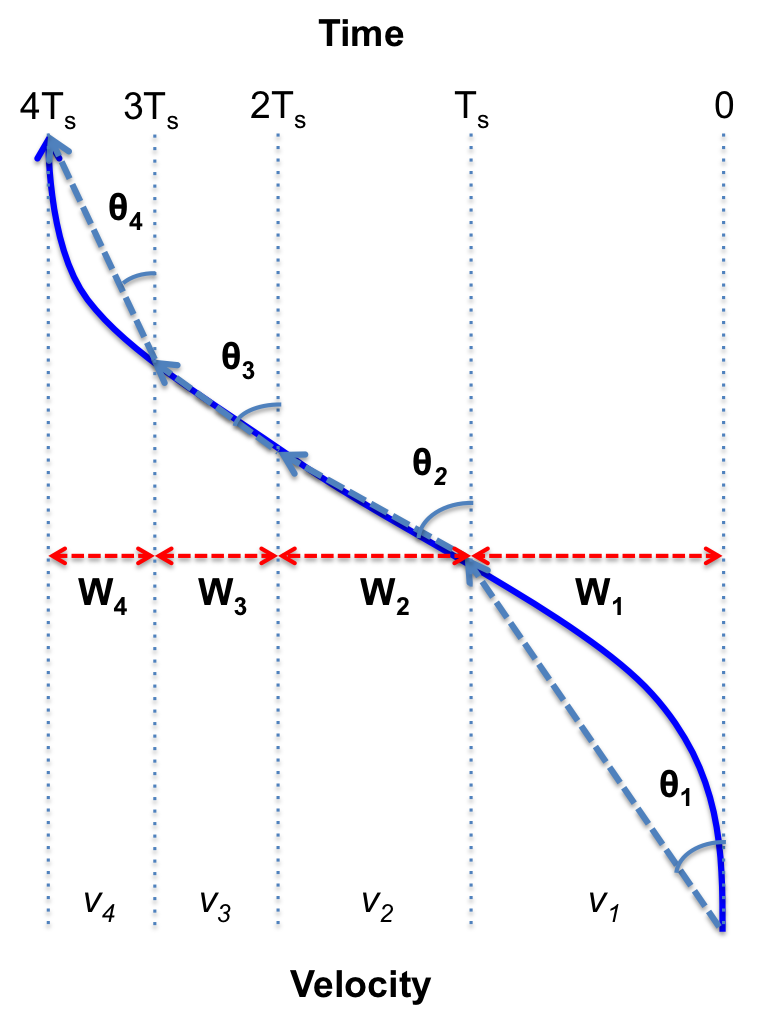 Time
4Ts 3Ts 2Ts Ts 0
θ4
θ3
θ2
W4 W3 W2 W1
θ1
v4 v3 v2 v1
Velocity